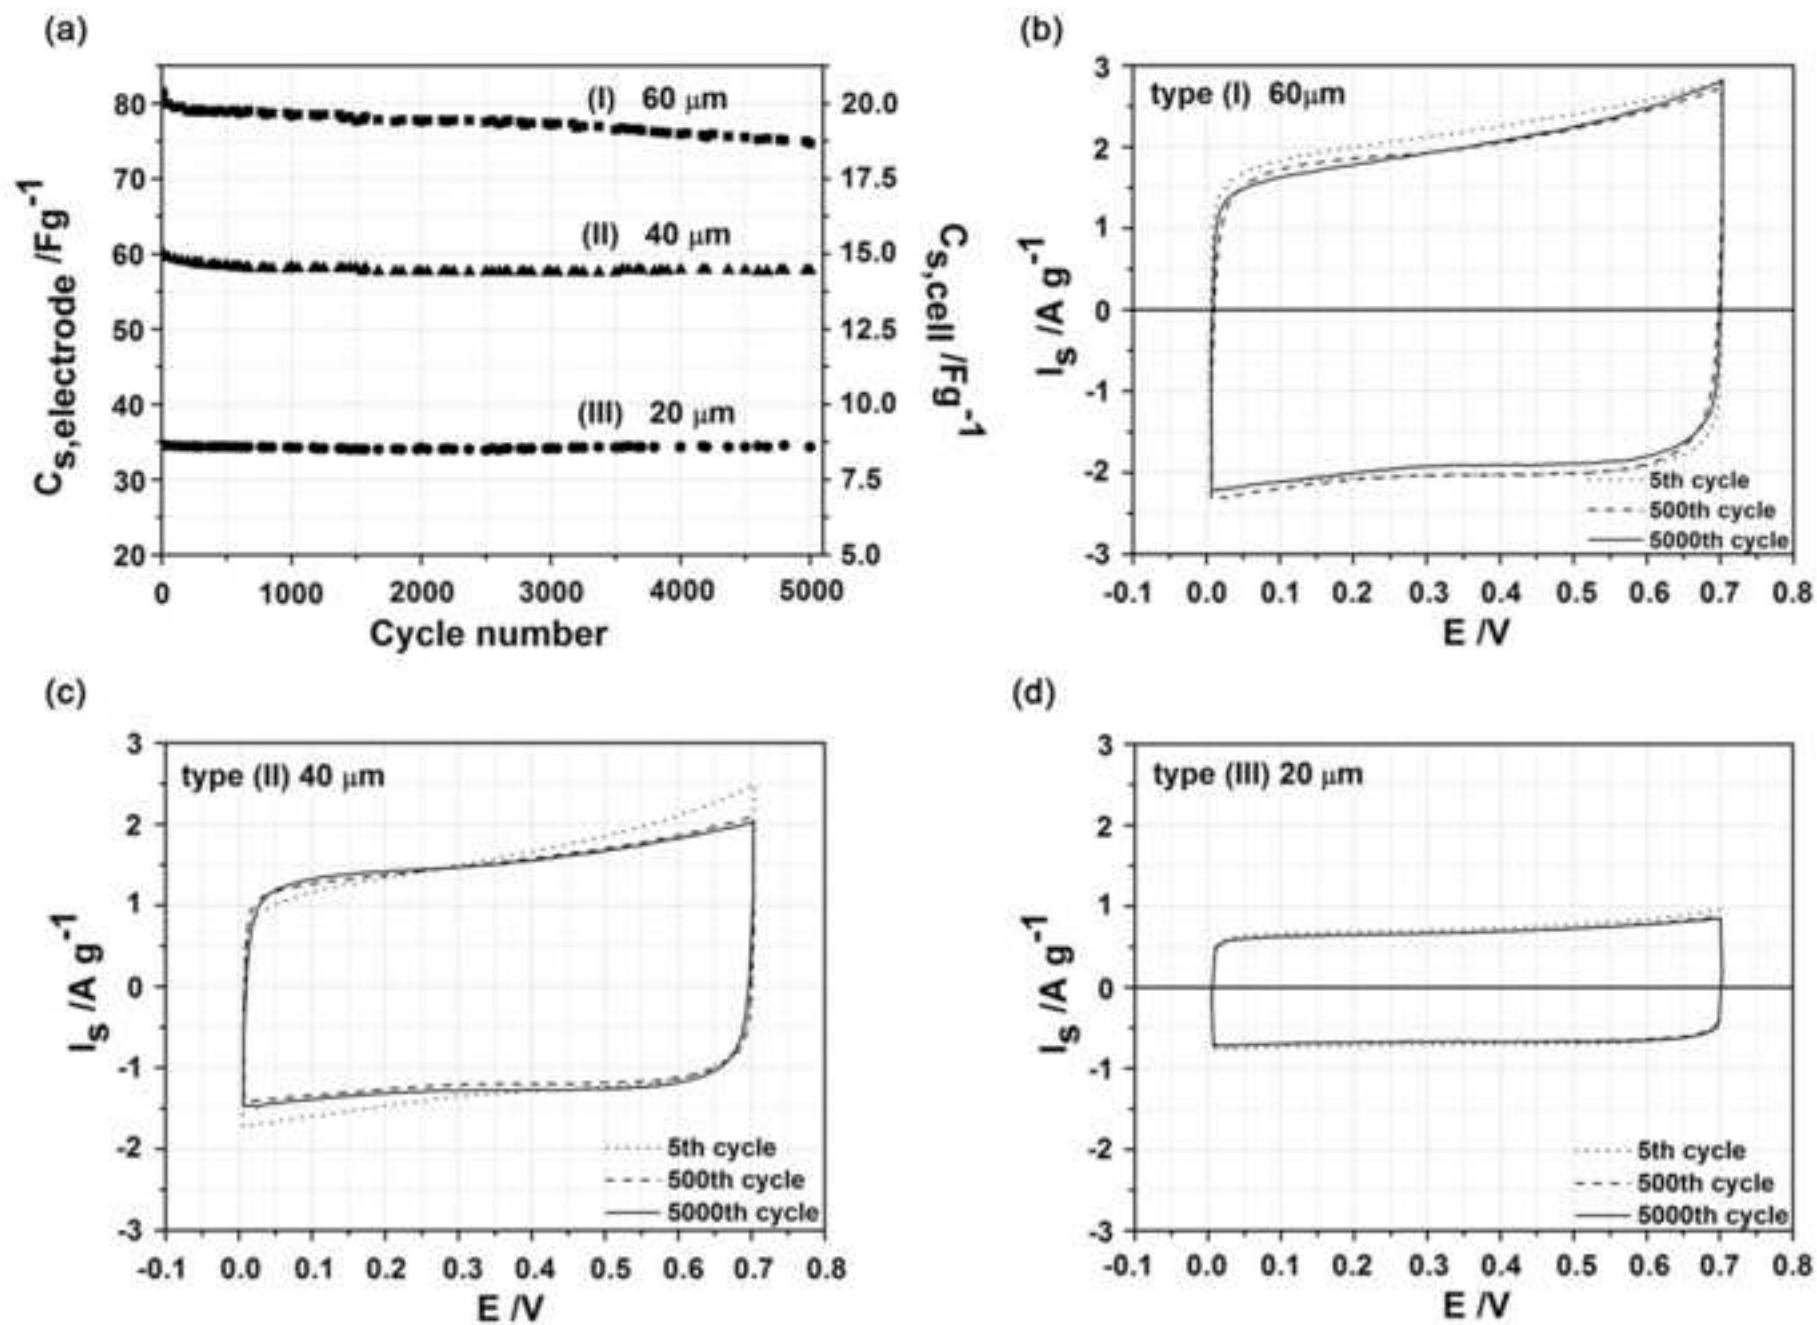 (a)
(I) 60 μm
(II) 40 μm
(III) 20 μm
80
70
60
50
40
30
20
20.0
17.5
15.0
12.5
10.0
7.5
5.0
0 1000 2000 3000 4000 5000
Cycle number
Cs,electrode /Fg-1
Cs,cell /Fg-1
(b)
type (I) 60μm
3
2
1
0
-1
-2
-3
5th cycle
500th cycle
5000th cycle
-0.1 0.0 0.1 0.2 0.3 0.4 0.5 0.6 0.7 0.8
E /V
Is /A g-1
(c)
type (II) 40 μm
3
2
1
0
-1
-2
-3
5th cycle
500th cycle
5000th cycle
-0.1 0.0 0.1 0.2 0.3 0.4 0.5 0.6 0.7 0.8
E /V
Is /A g-1
(d)
type (III) 20 μm
3
2
1
0
-1
-2
-3
5th cycle
500th cycle
5000th cycle
-0.1 0.0 0.1 0.2 0.3 0.4 0.5 0.6 0.7 0.8
E /V
Is /A g-1